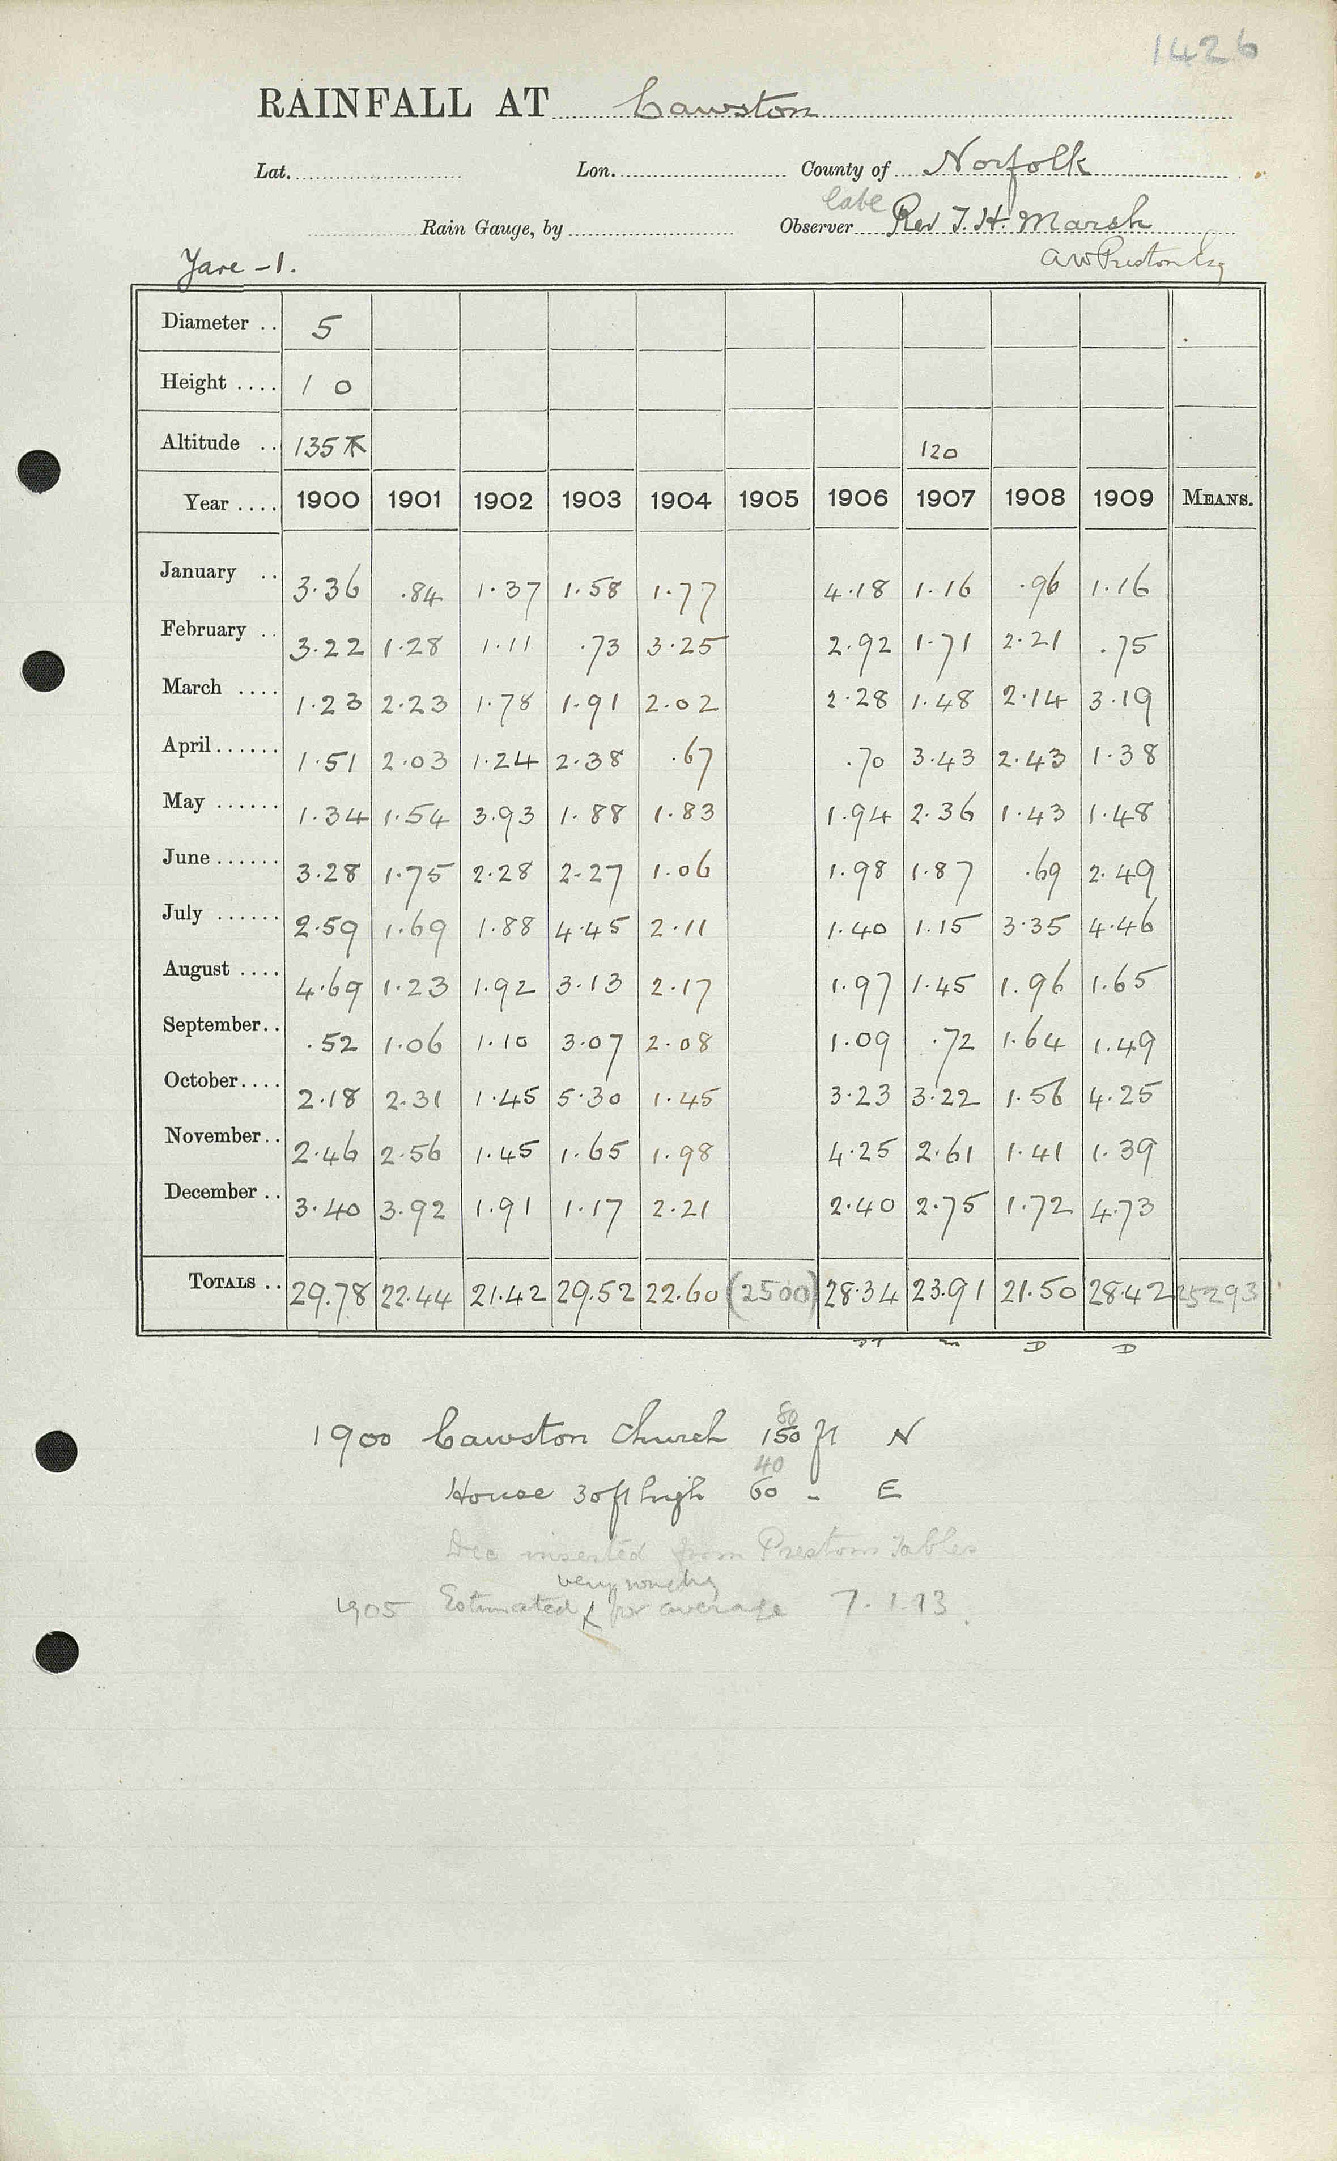 1426
RAINFALL AT Cawston
Lat. Lon. County of Norfolk
late
Rain Gauge, by Observer Rev T. H. Marsh
Yare - 1. A W Preston Esq
Diameter .. 5
Height .... 1 0
Altitude .. 135 120
Year .... 1900 1901 1902 1903 1904 1905 1906 1907 1908 1909 MEANS.
January .. 3.36 .84 1.37 1.58 1.77 4.18 1.16 .96 1.16
February .. 3.22 1.28 1.11 .73 3.25 2.92 1.71 2.21 .75
March .... 1.23 2.23 1.78 1.91 2.02 2.28 1.48 2.14 3.19
April...... 1.51 2.03 1.24 2.38 .67 .70 3.43 2.43 1.38
May ...... 1.34 1.54 3.93 1.88 1.83 1.94 2.36 1.43 1.48
June...... 3.28 1.75 2.28 2.27 1.06 1.98 1.87 .69 2.49
July ...... 2.59 1.69 1.88 4.45 2.11 1.40 1.15 3.35 4.46
August .... 4.69 1.23 1.92 3.13 2.17 1.97 1.45 1.96 1.65
September.. .52 1.06 1.10 3.07 2.08 1.09 .72 1.64 1.49
October.... 2.18 2.31 1.45 5.30 1.45 3.23 3.22 1.56 4.25
November.. 2.46 2.56 1.45 1.65 1.98 4.25 2.61 1.41 1.39
December .. 3.40 3.92 1.91 1.17 2.21 2.40 2.75 1.72 4.73
TOTALS .. 29.78 22.44 21.42 29.52 22.60 (2500) 28.34 23.91 21.50 28.42 25293
D D
80
1900 Cawston Church 150 ft N
40
House 30ft high 60 - E
Dec inserted from Prestons Tables
very roughly
1905 Estimated for average 7.1.13.